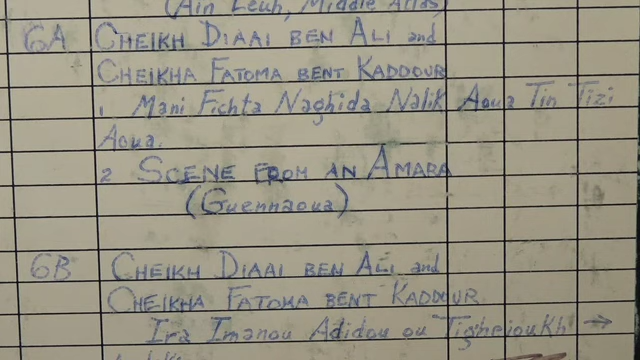 (Ain Leuh, Middle Atlas)
6A CHEIKH DIAAI BEN ALI and
CHEIKHA FATOMA BENT KADDOUR
1. Mani Fichta Naghida Nalik Aoua Tin Tizi
Aoua.
2 SCENE FROM AN AMARA
(Guennaoua)
6B CHEIKH DIAAI BEN ALI and
CHEIKHA FATOMA BENT KADDOUR
Ira Imanou Adidou ou Tigheioukh →